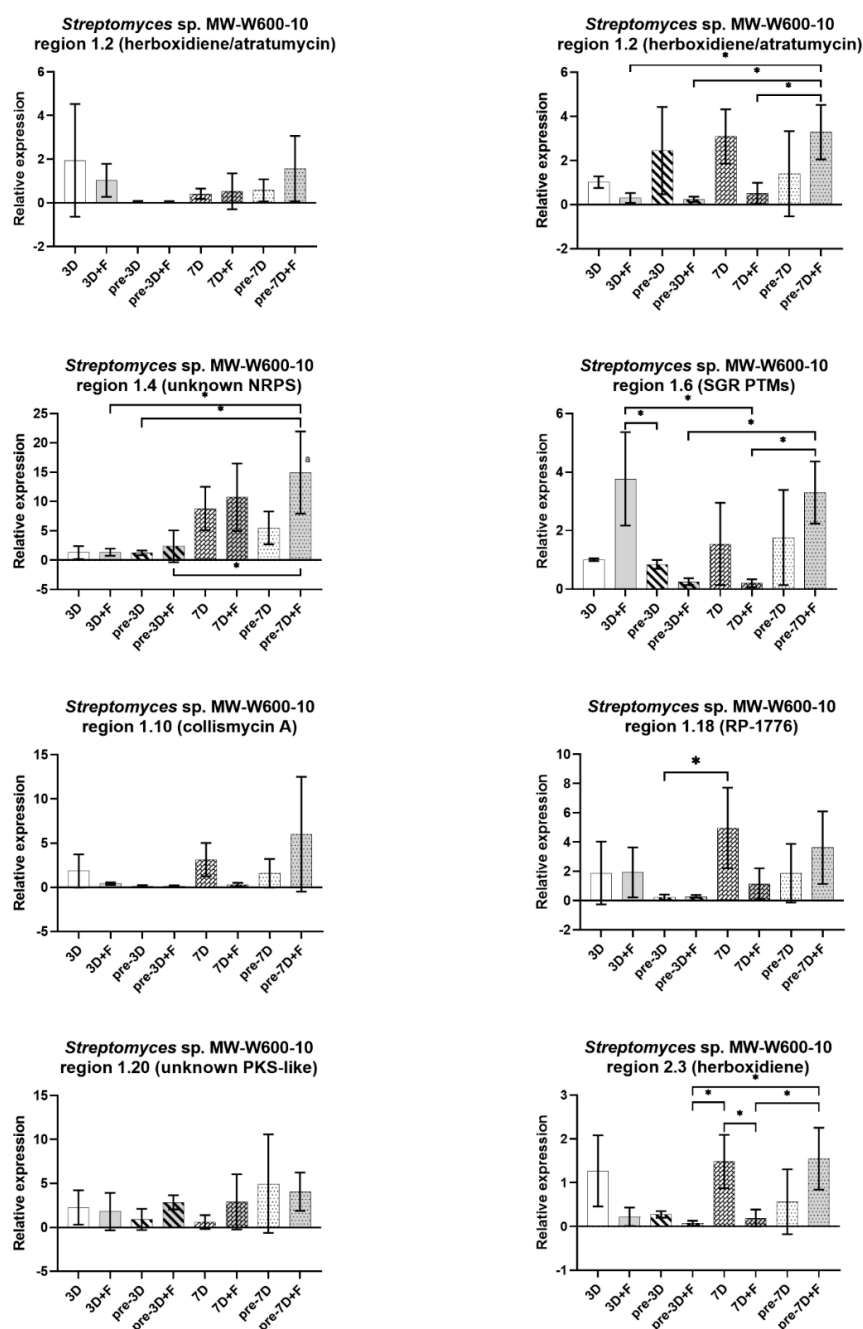 Streptomyces sp. MW-W600-10
region 1.2 (herboxidiene/atratumycin)
Relative expression
6
4
2
0
-2
3D
3D+F
pre-3D
pre-3D+F
7D
7D+F
pre-7D
pre-7D+F
Streptomyces sp. MW-W600-10
region 1.2 (herboxidiene/atratumycin)
Relative expression
6
4
2
0
-2
*
*
*
3D
3D+F
pre-3D
pre-3D+F
7D
7D+F
pre-7D
pre-7D+F
Streptomyces sp. MW-W600-10
region 1.4 (unknown NRPS)
Relative expression
25
20
15
10
5
0
-5
*
*
a
*
3D
3D+F
pre-3D
pre-3D+F
7D
7D+F
pre-7D
pre-7D+F
Streptomyces sp. MW-W600-10
region 1.6 (SGR PTMs)
Relative expression
6
4
2
0
*
*
*
*
3D
3D+F
pre-3D
pre-3D+F
7D
7D+F
pre-7D
pre-7D+F
Streptomyces sp. MW-W600-10
region 1.10 (collismycin A)
Relative expression
15
10
5
0
-5
3D
3D+F
pre-3D
pre-3D+F
7D
7D+F
pre-7D
pre-7D+F
Streptomyces sp. MW-W600-10
region 1.18 (RP-1776)
Relative expression
10
8
6
4
2
0
-2
*
3D
3D+F
pre-3D
pre-3D+F
7D
7D+F
pre-7D
pre-7D+F
Streptomyces sp. MW-W600-10
region 1.20 (unknown PKS-like)
Relative expression
15
10
5
0
-5
3D
3D+F
pre-3D
pre-3D+F
7D
7D+F
pre-7D
pre-7D+F
Streptomyces sp. MW-W600-10
region 2.3 (herboxidiene)
Relative expression
3
2
1
0
-1
*
*
*
*
3D
3D+F
pre-3D
pre-3D+F
7D
7D+F
pre-7D
pre-7D+F